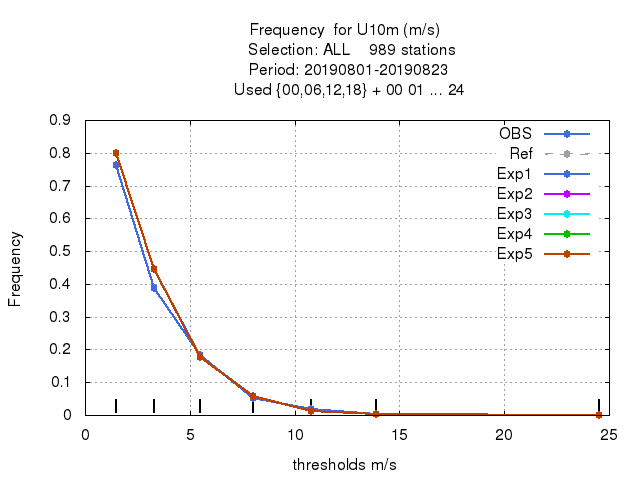 Frequency  for U10m (m/s)
Selection: ALL    989 stations
Period: 20190801-20190823
Used {00,06,12,18} + 00 01 ... 24
OBS
Ref
Exp1
Exp2
Exp3
Exp4
Exp5
Frequency
0.9
0.8
0.7
0.6
0.5
0.4
0.3
0.2
0.1
0
0 5 10 15 20 25
thresholds m/s